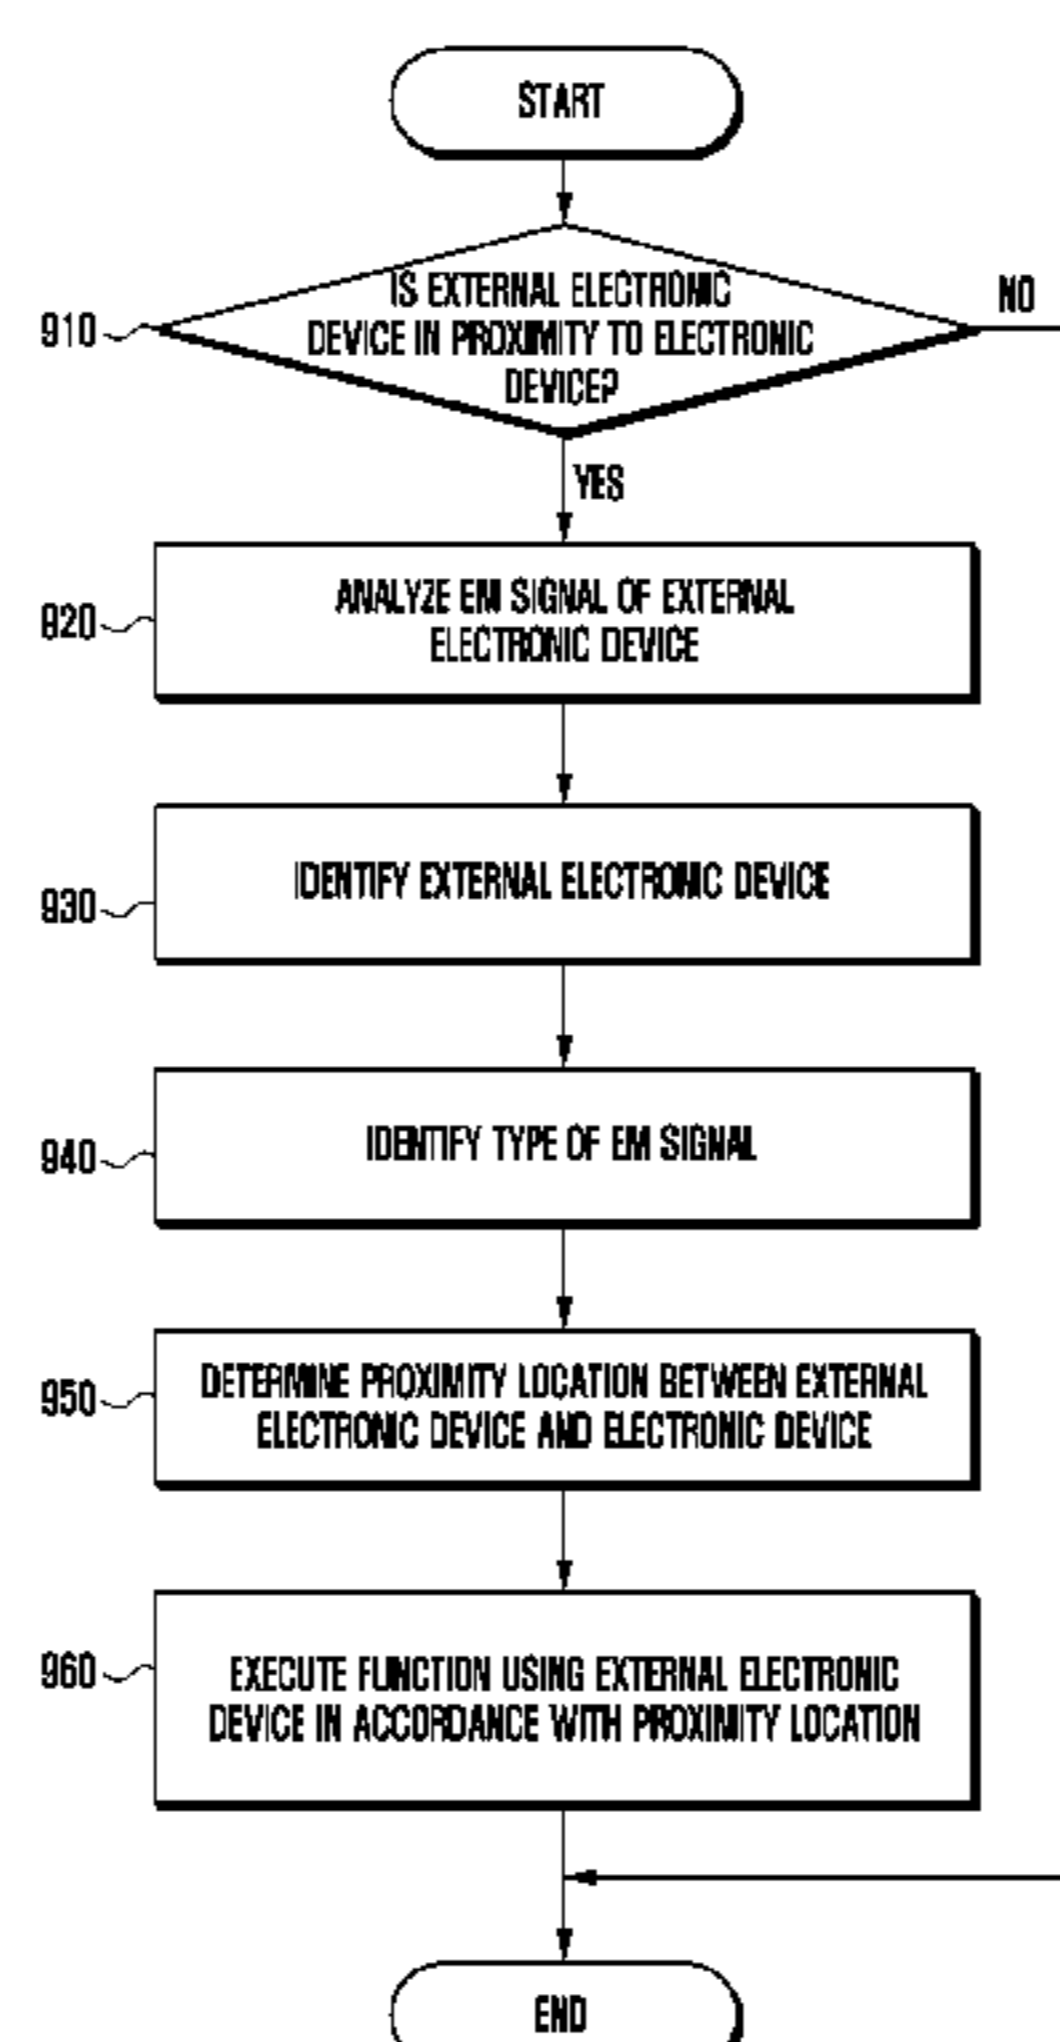 START
IS EXTERNAL ELECTRONIC
DEVICE IN PROXIMITY TO ELECTRONIC
DEVICE?
NO
910
YES
ANALYZE EM SIGNAL OF EXTERNAL
ELECTRONIC DEVICE
920
IDENTIFY EXTERNAL ELECTRONIC DEVICE
930
IDENTIFY TYPE OF EM SIGNAL
940
DETERMINE PROXIMITY LOCATION BETWEEN EXTERNAL
ELECTRONIC DEVICE AND ELECTRONIC DEVICE
950
EXECUTE FUNCTION USING EXTERNAL ELECTRONIC
DEVICE IN ACCORDANCE WITH PROXIMITY LOCATION
960
END